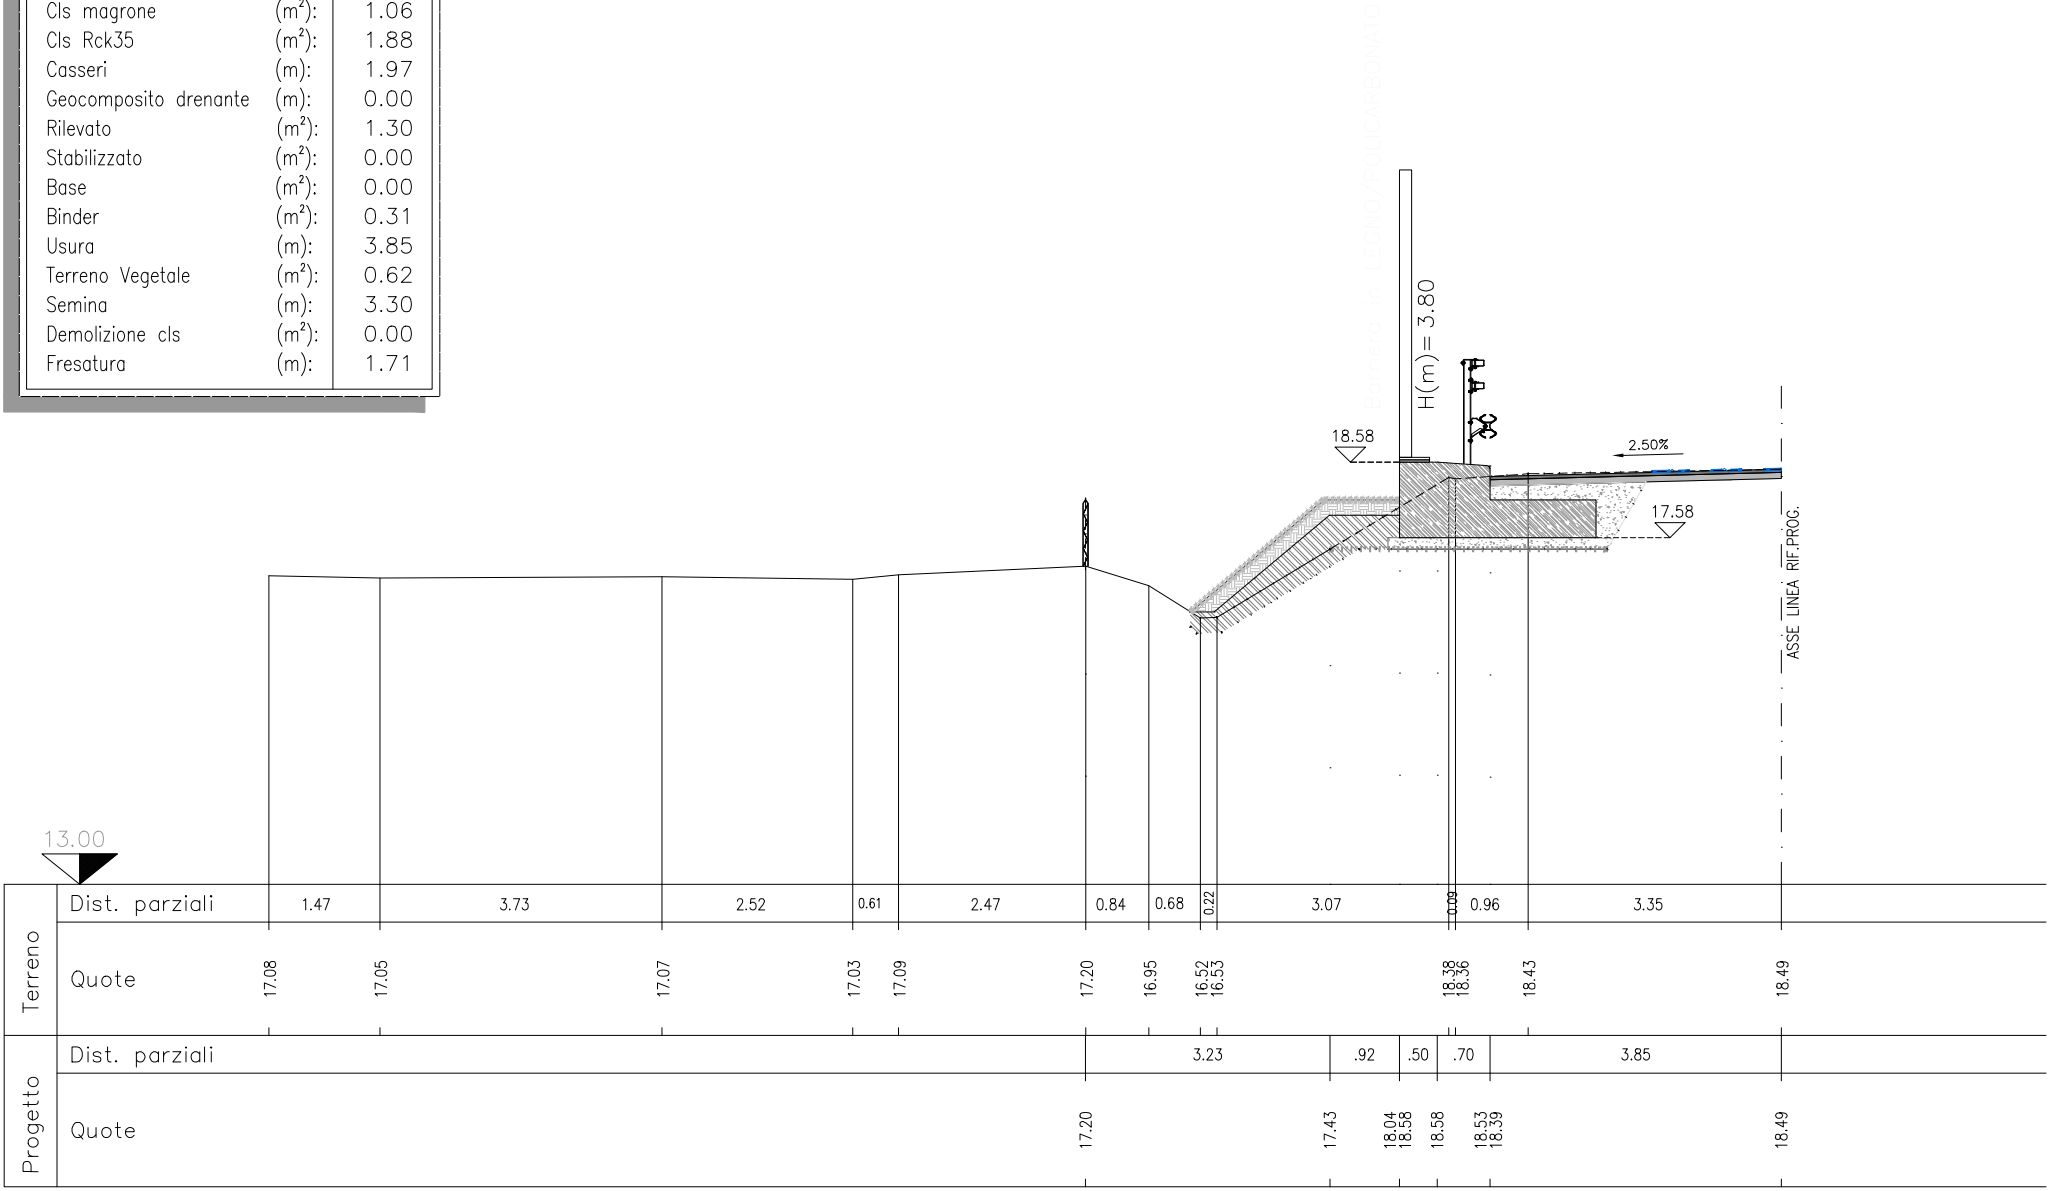 Cls magrone (m²): 1.06
Cls Rck35 (m²): 1.88
Casseri (m): 1.97
Geocomposito drenante (m): 0.00
Rilevato (m²): 1.30
Stabilizzato (m²): 0.00
Base (m²): 0.00
Binder (m²): 0.31
Usura (m): 3.85
Terreno Vegetale (m²): 0.62
Semina (m): 3.30
Demolizione cls (m²): 0.00
Fresatura (m): 1.71
Barriera in LEGNO/POLICARBONATO
H(m)= 3.80
18.58
2.50%
17.58
ASSE LINEA RIF.PROG.
13.00
Terreno
Dist. parziali 1.47 3.73 2.52 0.61 2.47 0.84 0.68 0.22 3.07 0.09 0.96 3.35
Quote 17.08 17.05 17.07 17.03 17.09 17.20 16.95 16.52 16.53 18.38 18.36 18.43 18.49
Progetto
Dist. parziali 3.23 .92 .50 .70 3.85
Quote 17.20 17.43 18.04 18.58 18.58 18.53 18.39 18.49